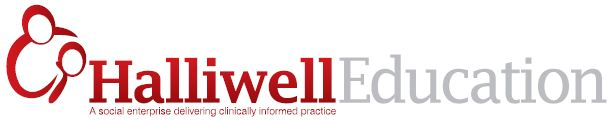 HalliwellEducation
A social enterprise delivering clinically informed practice